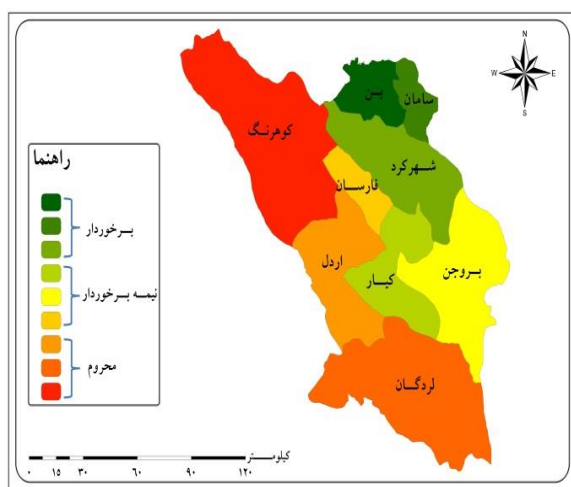 N
W E
S
بن
سامان
کوهرنگ
شهرکرد
فارسان
اردل
کیار
بروجن
لردگان
راهنما
برخوردار
نیمه برخوردار
محروم
کیلومتر
۰ ۱۵ ۳۰ ۶۰ ۹۰ ۱۲۰